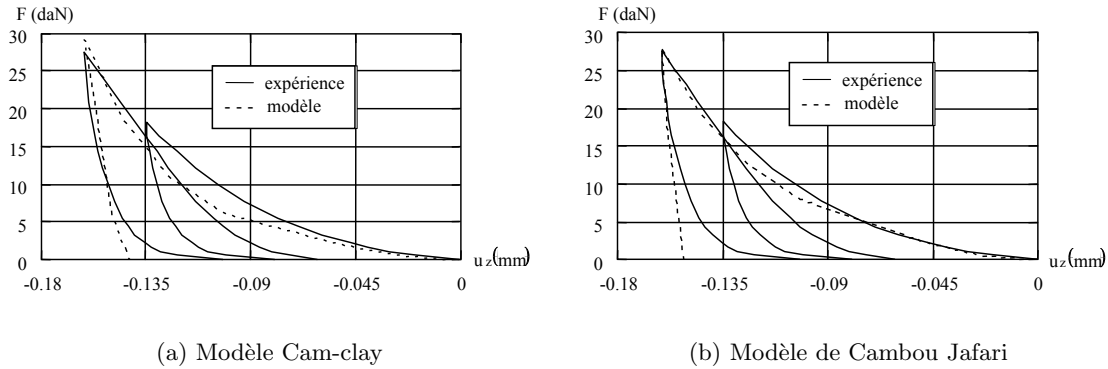 F (daN)
30
25
20
15
10
5
0
-0.18
-0.135
-0.09
-0.045
0
uz(mm)
expérience
modèle
(a) Modèle Cam-clay
F (daN)
30
25
20
15
10
5
0
-0.18
-0.135
-0.09
-0.045
0
uz(mm)
expérience
modèle
(b) Modèle de Cambou Jafari